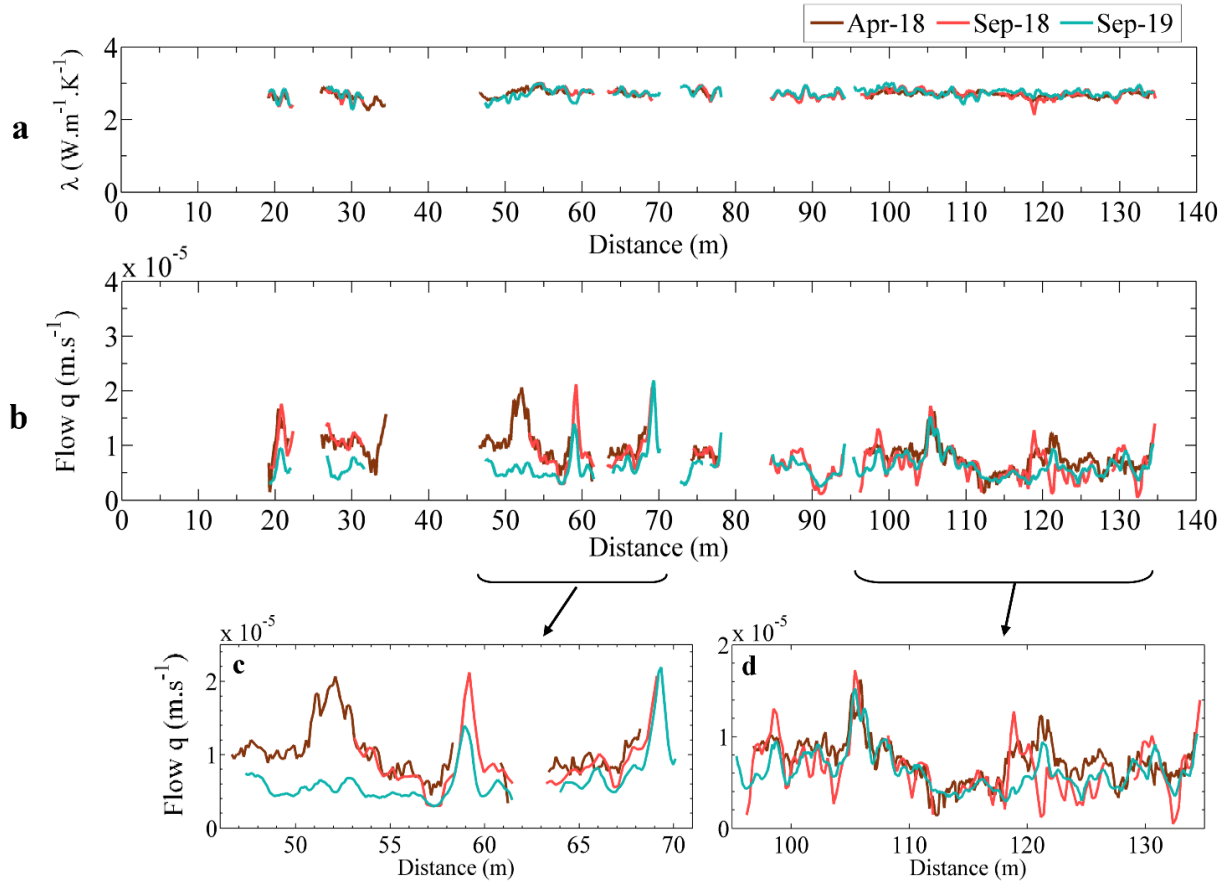 Apr-18 Sep-18 Sep-19
a
λ (W.m⁻¹.K⁻¹)
4
2
0
0 10 20 30 40 50 60 70 80 90 100 110 120 130 140
Distance (m)
b
x 10⁻⁵
Flow q (m.s⁻¹)
4
3
2
1
0
0 10 20 30 40 50 60 70 80 90 100 110 120 130 140
Distance (m)
c
x 10⁻⁵
Flow q (m.s⁻¹)
2
1
0
50 55 60 65 70
Distance (m)
d
x 10⁻⁵
2
1
0
100 110 120 130
Distance (m)